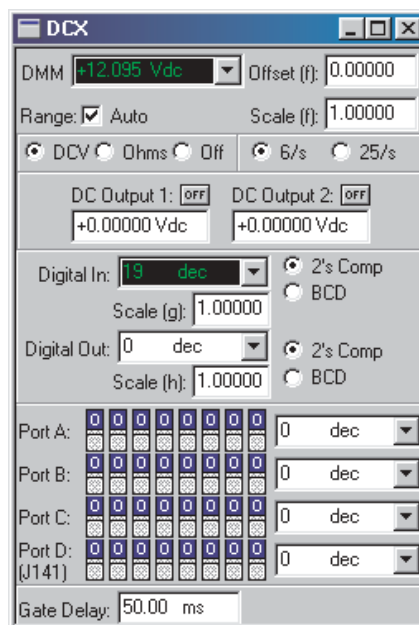 DCX
DMM +12.095 Vdc Offset (f): 0.00000
Range: Auto Scale (f): 1.00000
DCV Ohms Off 6/s 25/s
DC Output 1: OFF DC Output 2: OFF
+0.00000 Vdc +0.00000 Vdc
Digital In: 19 dec 2's Comp
Scale (g): 1.00000 BCD
Digital Out: 0 dec 2's Comp
Scale (h): 1.00000 BCD
Port A: 0 0 0 0 0 0 0 0 0 dec
Port B: 0 0 0 0 0 0 0 0 0 dec
Port C: 0 0 0 0 0 0 0 0 0 dec
Port D: 0 0 0 0 0 0 0 0 0 dec
(J141)
Gate Delay: 50.00 ms